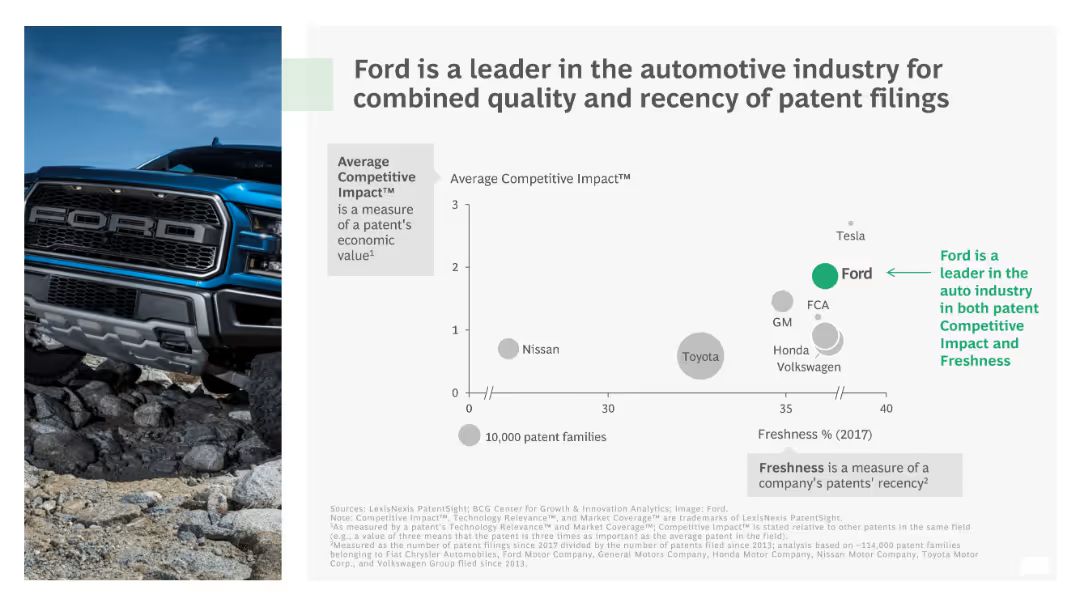 FORD
Ford is a leader in the automotive industry for
combined quality and recency of patent filings
Average
Competitive
Impact™
is a measure
of a patent's
economic
value¹
Average Competitive Impact™
3
2
1
0
Tesla
Ford
FCA
GM
Honda
Volkswagen
Nissan
Toyota
0
30
35
40
10,000 patent families
Freshness % (2017)
Freshness is a measure of a
company's patents' recency²
Ford is a
leader in the
auto industry
in both patent
Competitive
Impact and
Freshness
Sources: LexisNexis PatentSight; BCG Center for Growth & Innovation Analytics; Image: Ford.
Note: Competitive Impact™, Technology Relevance™, and Market Coverage™ are trademarks of LexisNexis PatentSight.
¹As measured by a patent's Technology Relevance™ and Market Coverage™; Competitive Impact™ is stated relative to other patents in the same field
(e.g., a value of three means that the patent is three times as important as the average patent in the field).
²Measured as the number of patent filings since 2017 divided by the number of patents filed since 2013; analysis based on ~114,000 patent families
belonging to Fiat Chrysler Automobiles, Ford Motor Company, General Motors Company, Honda Motor Company, Nissan Motor Company, Toyota Motor
Corp., and Volkswagen Group filed since 2013.